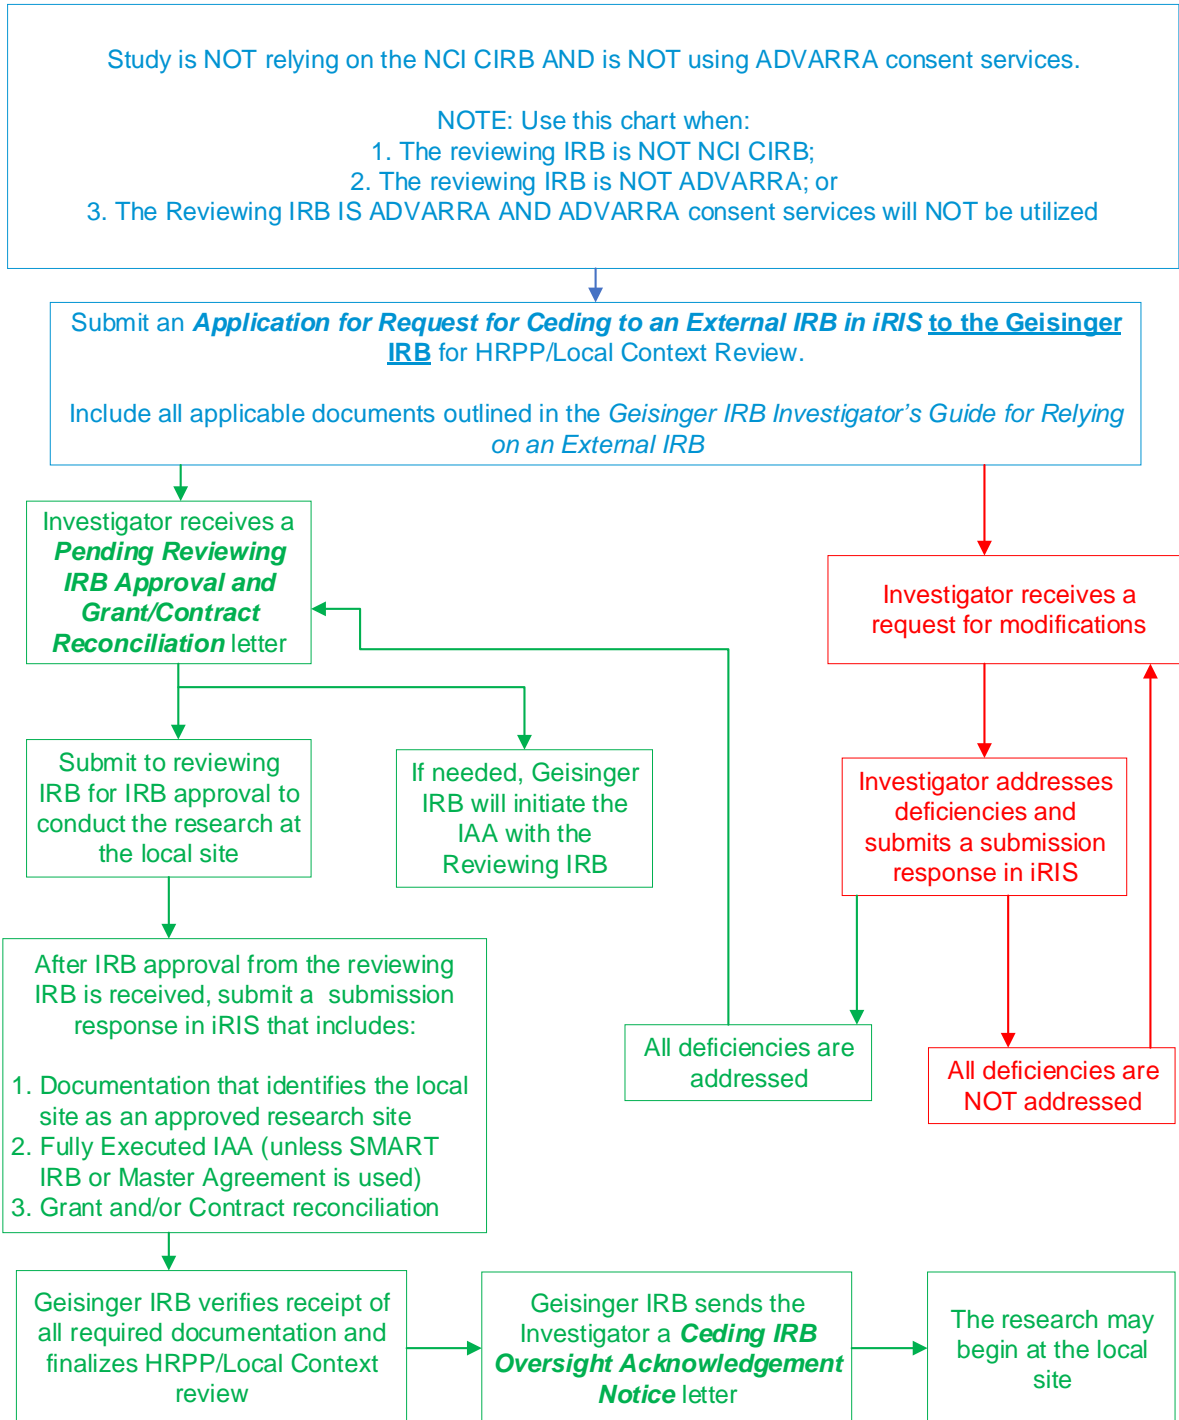 Study is NOT relying on the NCI CIRB AND is NOT using ADVARRA consent services.
NOTE: Use this chart when:
1. The reviewing IRB is NOT NCI CIRB;
2. The reviewing IRB is NOT ADVARRA; or
3. The Reviewing IRB IS ADVARRA AND ADVARRA consent services will NOT be utilized
Submit an Application for Request for Ceding to an External IRB in iRIS to the Geisinger
IRB for HRPP/Local Context Review.
Include all applicable documents outlined in the Geisinger IRB Investigator's Guide for Relying
on an External IRB
Investigator receives a
Pending Reviewing
IRB Approval and
Grant/Contract
Reconciliation letter
Investigator receives a
request for modifications
Submit to reviewing
IRB for IRB approval to
conduct the research at
the local site
If needed, Geisinger
IRB will initiate the
IAA with the
Reviewing IRB
Investigator addresses
deficiencies and
submits a submission
response in iRIS
After IRB approval from the reviewing
IRB is received, submit a submission
response in iRIS that includes:
1. Documentation that identifies the local
site as an approved research site
2. Fully Executed IAA (unless SMART
IRB or Master Agreement is used)
3. Grant and/or Contract reconciliation
All deficiencies are
addressed
All deficiencies are
NOT addressed
Geisinger IRB verifies receipt of
all required documentation and
finalizes HRPP/Local Context
review
Geisinger IRB sends the
Investigator a Ceding IRB
Oversight Acknowledgement
Notice letter
The research may
begin at the local
site